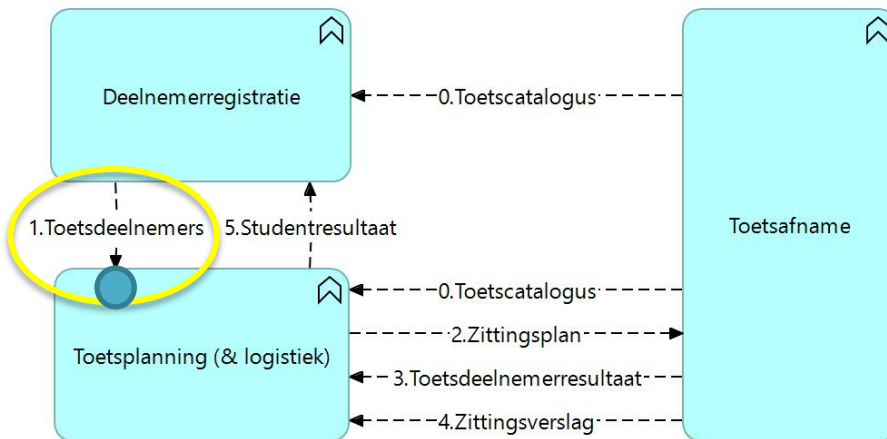 Deelnemerregistratie
0.Toetscatalogus
Toetsafname
1.Toetsdeelnemers
5.Studentresultaat
0.Toetscatalogus
2.Zittingsplan
Toetsplanning (& logistiek)
3.Toetsdeelnemerresultaat
4.Zittingsverslag